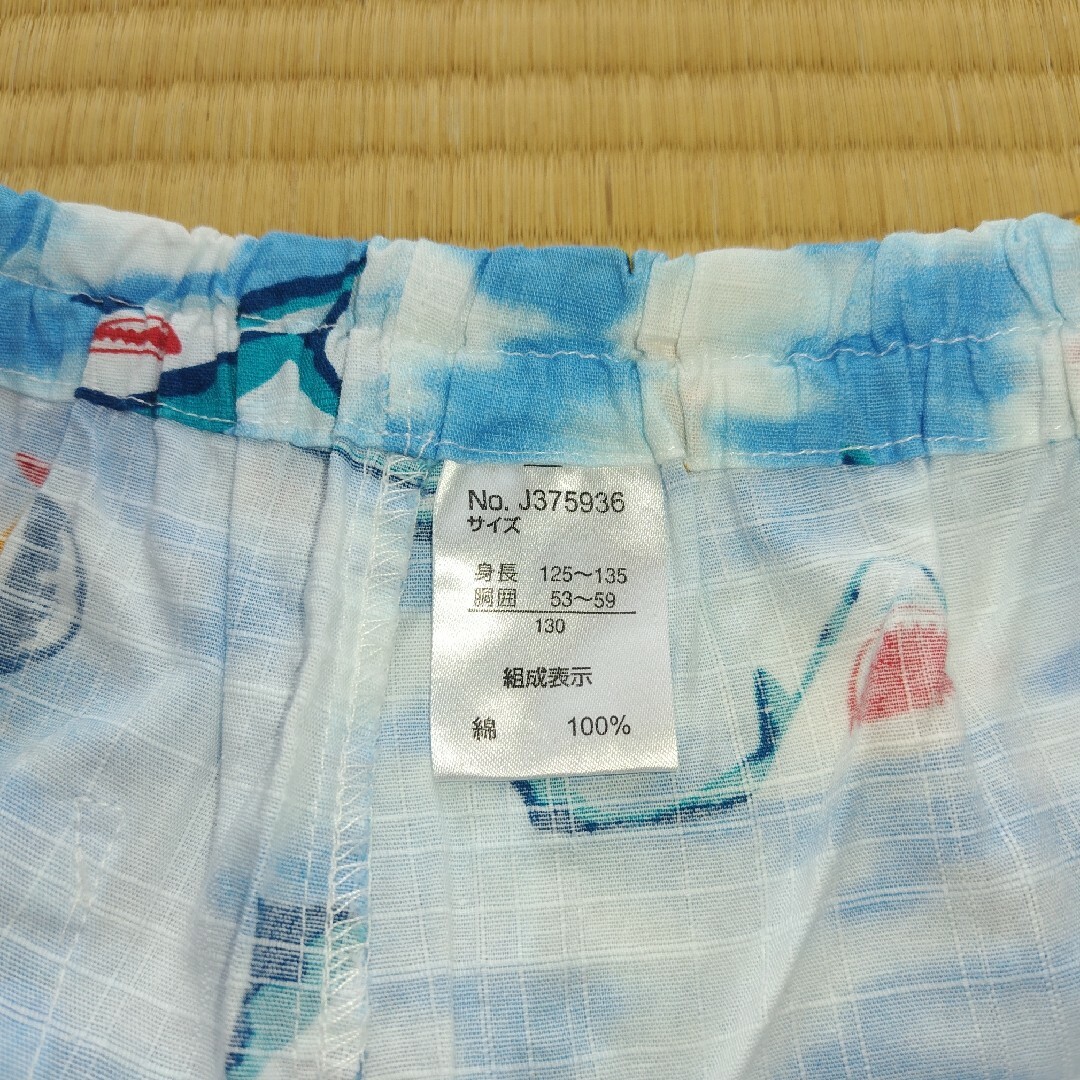 No. J375936
サイズ
身長 125～135
胴囲 53～59
130
組成表示
綿 100%